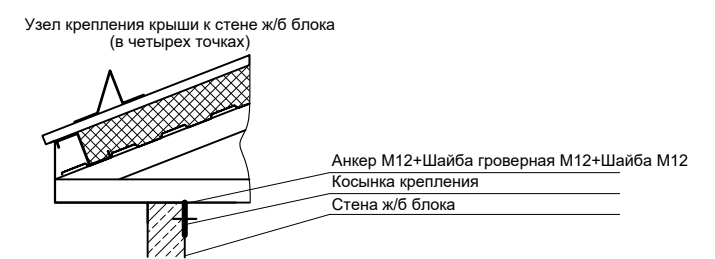 Узел крепления крыши к стене ж/б блока
(в четырех точках)
Анкер М12+Шайба гроверная М12+Шайба М12
Косынка крепления
Стена ж/б блока